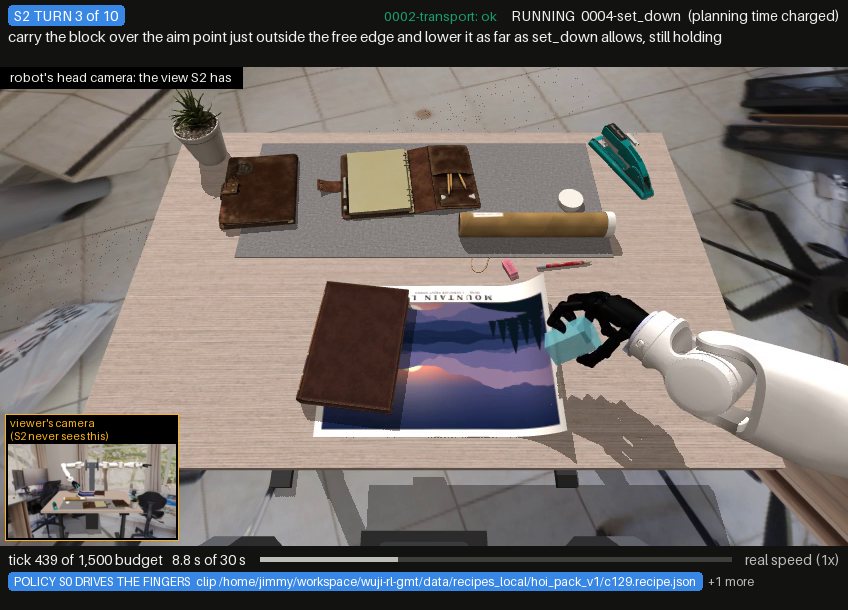 S2 TURN 3 of 10
0002-transport: ok RUNNING 0004-set_down (planning time charged)
carry the block over the aim point just outside the free edge and lower it as far as set_down allows, still holding
robot's head camera: the view S2 has
MOUNTAIN L
viewer's camera
(S2 never sees this)
tick 439 of 1,500 budget 8.8 s of 30 s real speed (1x)
POLICY S0 DRIVES THE FINGERS clip /home/jimmy/workspace/wuji-rl-gmt/data/recipes_local/hoi_pack_v1/c129.recipe.json +1 more